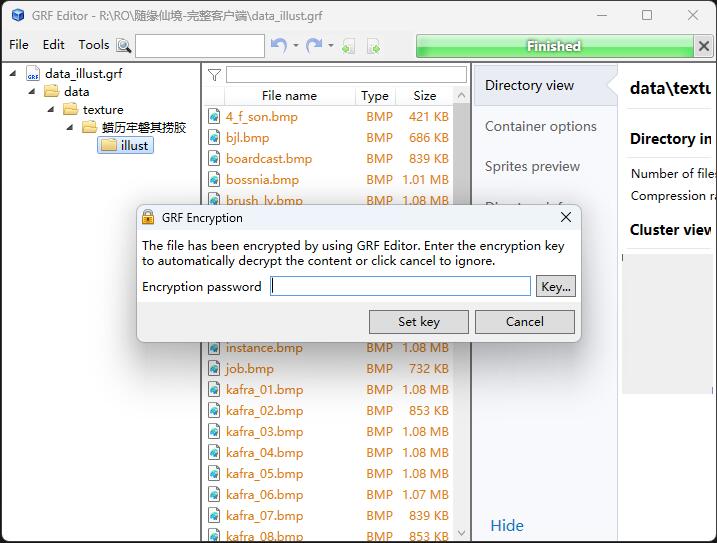 GRF Editor - R:\RO\随缘仙境-完整客户端\data_illust.grf
File Edit Tools
Finished
data_illust.grf
data
texture
蜡历牢磐其捞胶
illust
File name Type Size
4_f_son.bmp BMP 421 KB
bjl.bmp BMP 686 KB
boardcast.bmp BMP 839 KB
bossnia.bmp BMP 1.01 MB
brush_lv.bmp BMP 1.08 MB
instance.bmp BMP 1.08 MB
job.bmp BMP 732 KB
kafra_01.bmp BMP 1.08 MB
kafra_02.bmp BMP 853 KB
kafra_03.bmp BMP 1.08 MB
kafra_04.bmp BMP 1.08 MB
kafra_05.bmp BMP 1.08 MB
kafra_06.bmp BMP 1.07 MB
kafra_07.bmp BMP 839 KB
kafra_08.bmp BMP 853 KB
Directory view
Container options
Sprites preview
Hide
data\textu
Directory in
Number of files
Compression ra
Cluster view
GRF Encryption
The file has been encrypted by using GRF Editor. Enter the encryption key
to automatically decrypt the content or click cancel to ignore.
Encryption password
Key...
Set key
Cancel